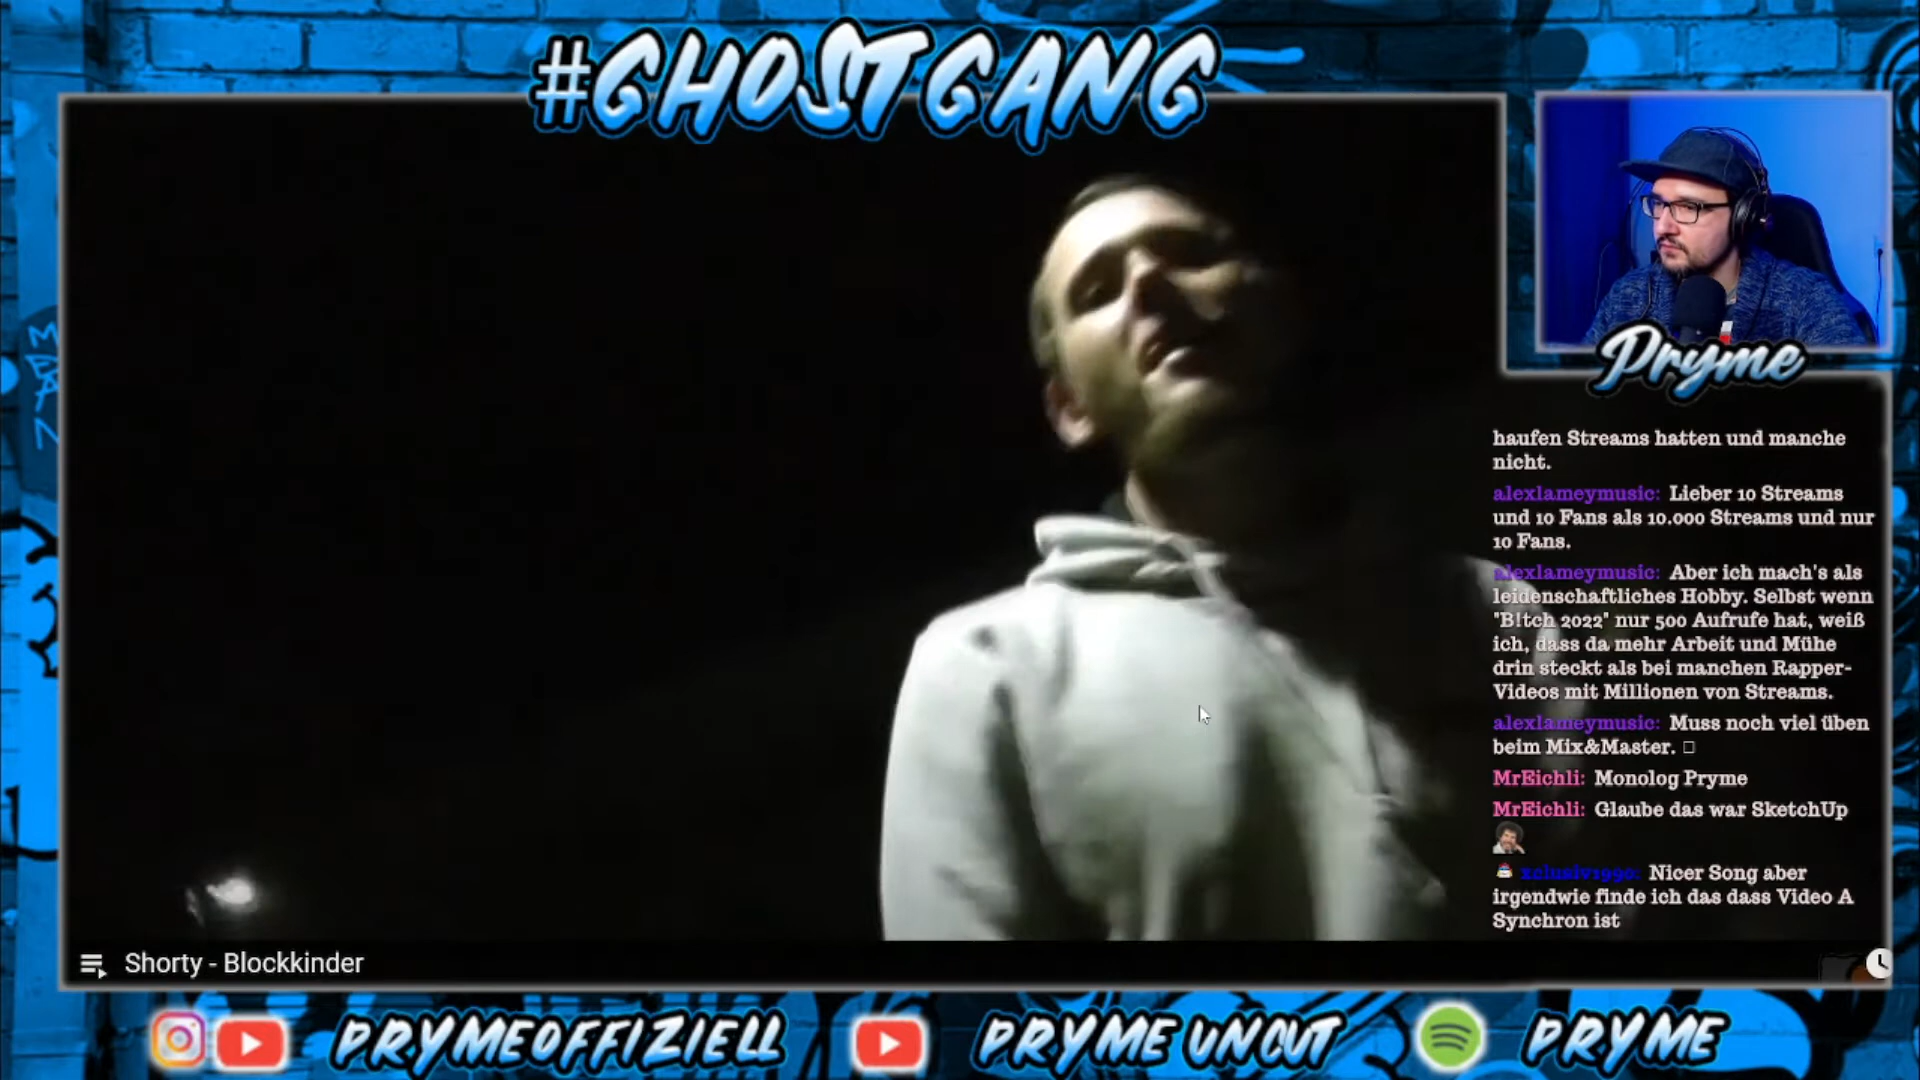 #GHOSTGANG
MEAN
Pryme
haufen Streams hatten und manche
nicht.
alexlameymusic: Lieber 10 Streams
und 10 Fans als 10.000 Streams und nur
10 Fans.
alexlameymusic: Aber ich mach's als
leidenschaftliches Hobby. Selbst wenn
"B!tch 2022" nur 500 Aufrufe hat, weiß
ich, dass da mehr Arbeit und Mühe
drin steckt als bei manchen Rapper-
Videos mit Millionen von Streams.
alexlameymusic: Muss noch viel üben
beim Mix&Master.
MrEichli: Monolog Pryme
MrEichli: Glaube das war SketchUp
xclusiv1990: Nicer Song aber
irgendwie finde ich das dass Video A
Synchron ist
Shorty - Blockkinder
PRYMEOFFIZIELL
PRYME UNCUT
PRYME